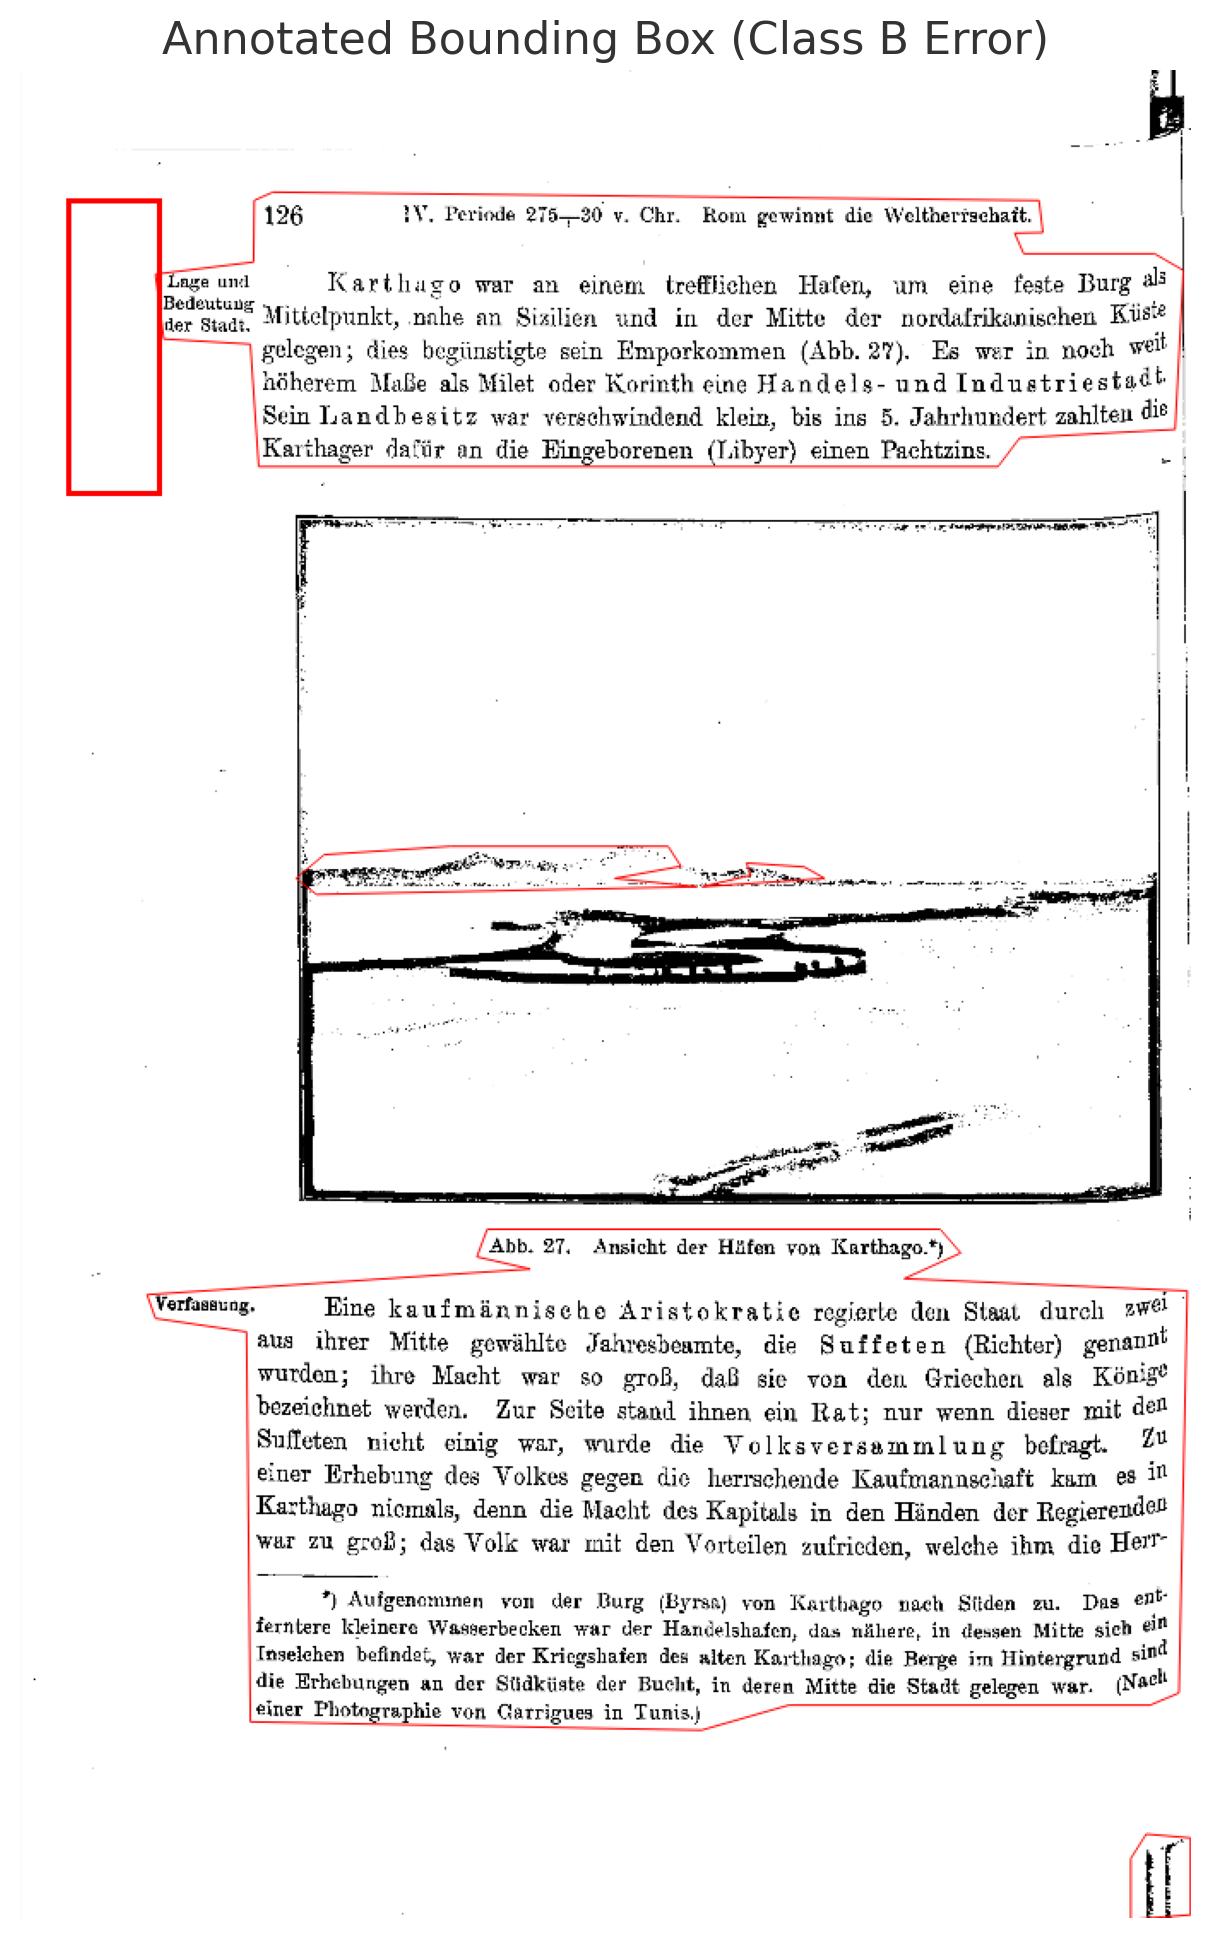 Annotated Bounding Box (Class B Error)
126 IV. Periode 275—30 v. Chr. Rom gewinnt die Weltherrschaft.
Lage und
Bedeutung
der Stadt.
Karthago war an einem trefflichen Hafen, um eine feste Burg als
Mittelpunkt, nahe an Sizilien und in der Mitte der nordafrikanischen Küste
gelegen; dies begünstigte sein Emporkommen (Abb. 27). Es war in noch weit
höherem Maße als Milet oder Korinth eine Handels- und Industriestadt.
Sein Landbesitz war verschwindend klein, bis ins 5. Jahrhundert zahlten die
Karthager dafür an die Eingeborenen (Libyer) einen Pachtzins.
Abb. 27. Ansicht der Häfen von Karthago.*)
Verfassung.
Eine kaufmännische Aristokratie regierte den Staat durch zwei
aus ihrer Mitte gewählte Jahresbeamte, die Suffeten (Richter) genannt
wurden; ihre Macht war so groß, daß sie von den Griechen als Könige
bezeichnet werden. Zur Seite stand ihnen ein Rat; nur wenn dieser mit den
Suffeten nicht einig war, wurde die Volksversammlung befragt. Zu
einer Erhebung des Volkes gegen die herrschende Kaufmannschaft kam es in
Karthago niemals, denn die Macht des Kapitals in den Händen der Regierenden
war zu groß; das Volk war mit den Vorteilen zufrieden, welche ihm die Herr-
*) Aufgenommen von der Burg (Byrsa) von Karthago nach Süden zu. Das ent-
ferntere kleinere Wasserbecken war der Handelshafen, das nähere, in dessen Mitte sich ein
Inselchen befindet, war der Kriegshafen des alten Karthago; die Berge im Hintergrund sind
die Erhebungen an der Südküste der Bucht, in deren Mitte die Stadt gelegen war. (Nach
einer Photographie von Garrigues in Tunis.)